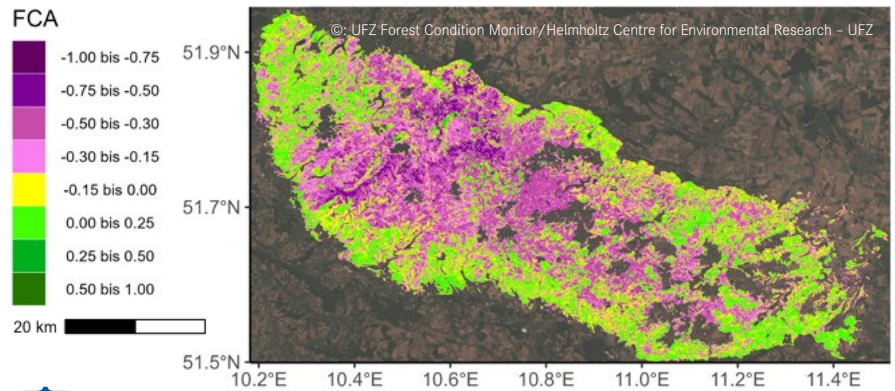 FCA
-1.00 bis -0.75
-0.75 bis -0.50
-0.50 bis -0.30
-0.30 bis -0.15
-0.15 bis 0.00
0.00 bis 0.25
0.25 bis 0.50
0.50 bis 1.00
20 km
©: UFZ Forest Condition Monitor/Helmholtz Centre for Environmental Research – UFZ
51.9°N
51.7°N
51.5°N
10.2°E 10.4°E 10.6°E 10.8°E 11.0°E 11.2°E 11.4°E